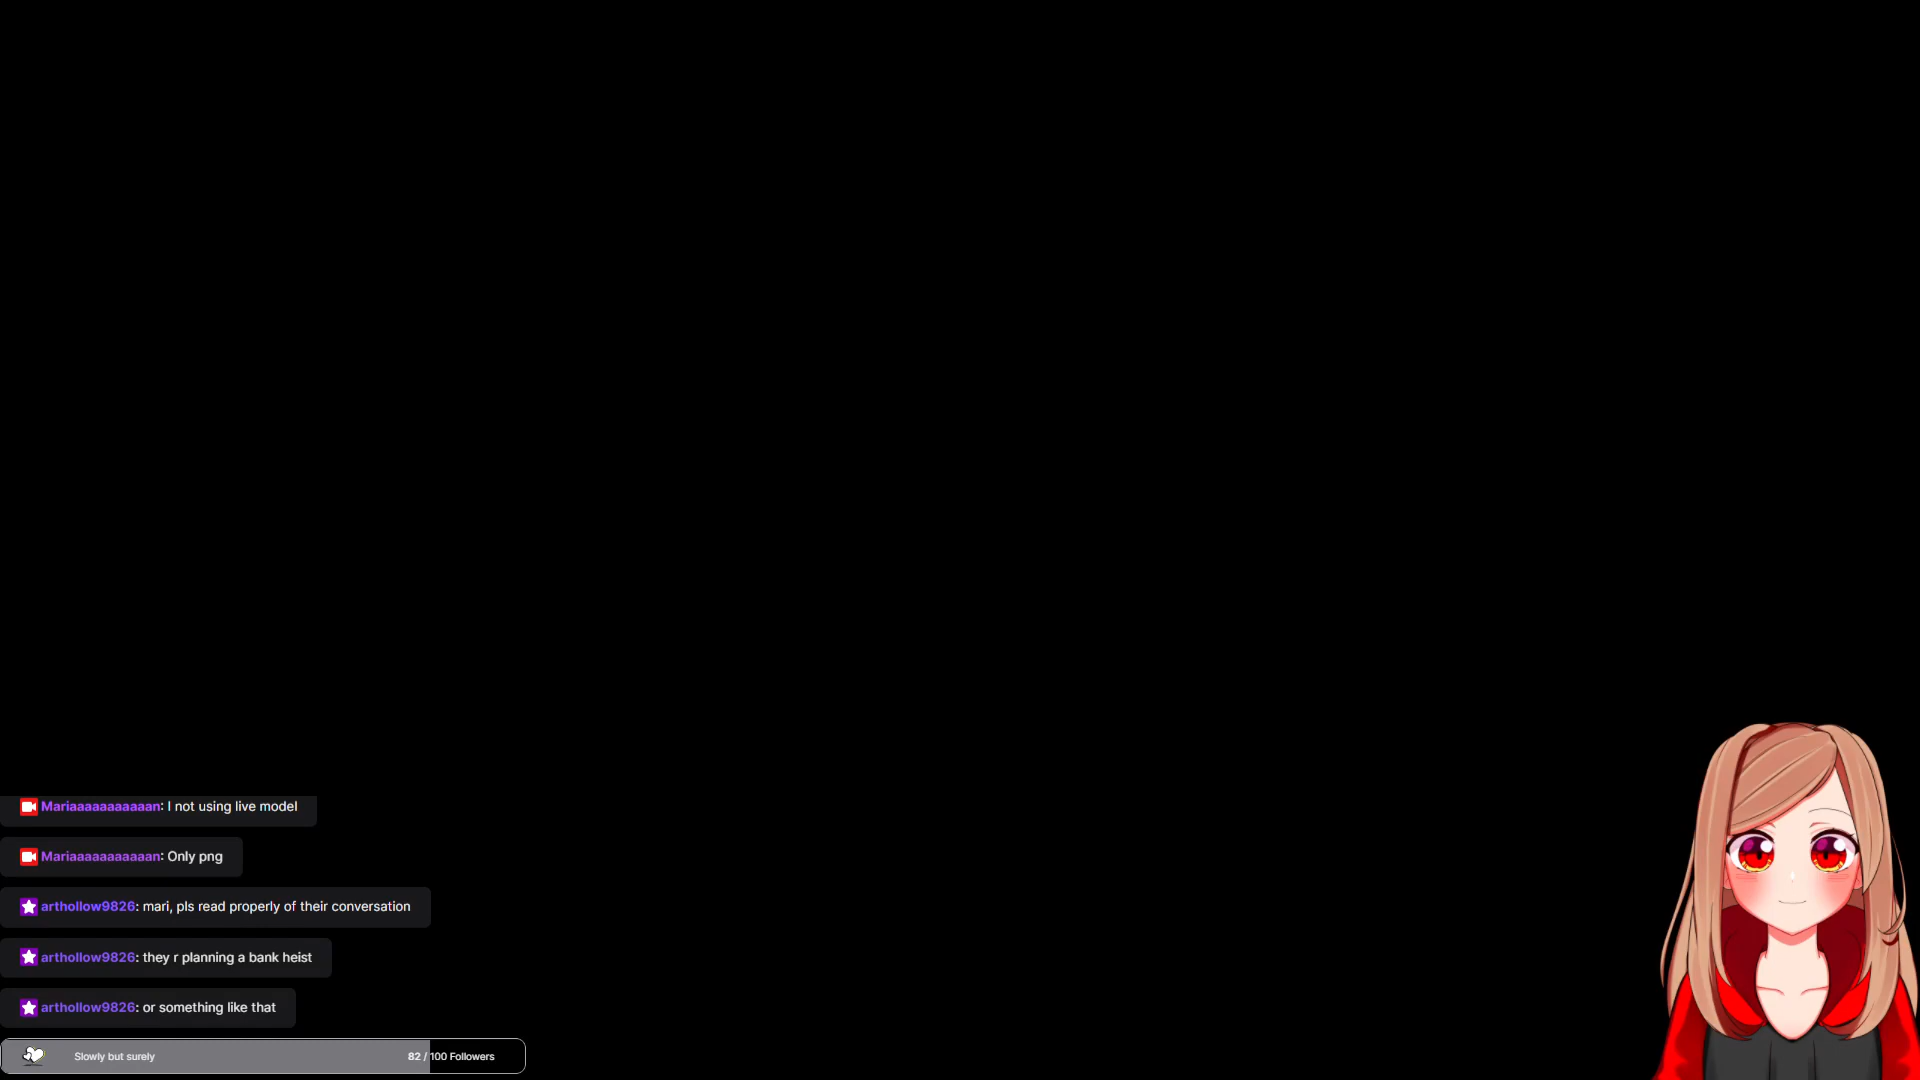 Mariaaaaaaaaaaan: I not using live model
Mariaaaaaaaaaaan: Only png
arthollow9826: mari, pls read properly of their conversation
arthollow9826: they r planning a bank heist
arthollow9826: or something like that
Slowly but surely 82 / 100 Followers